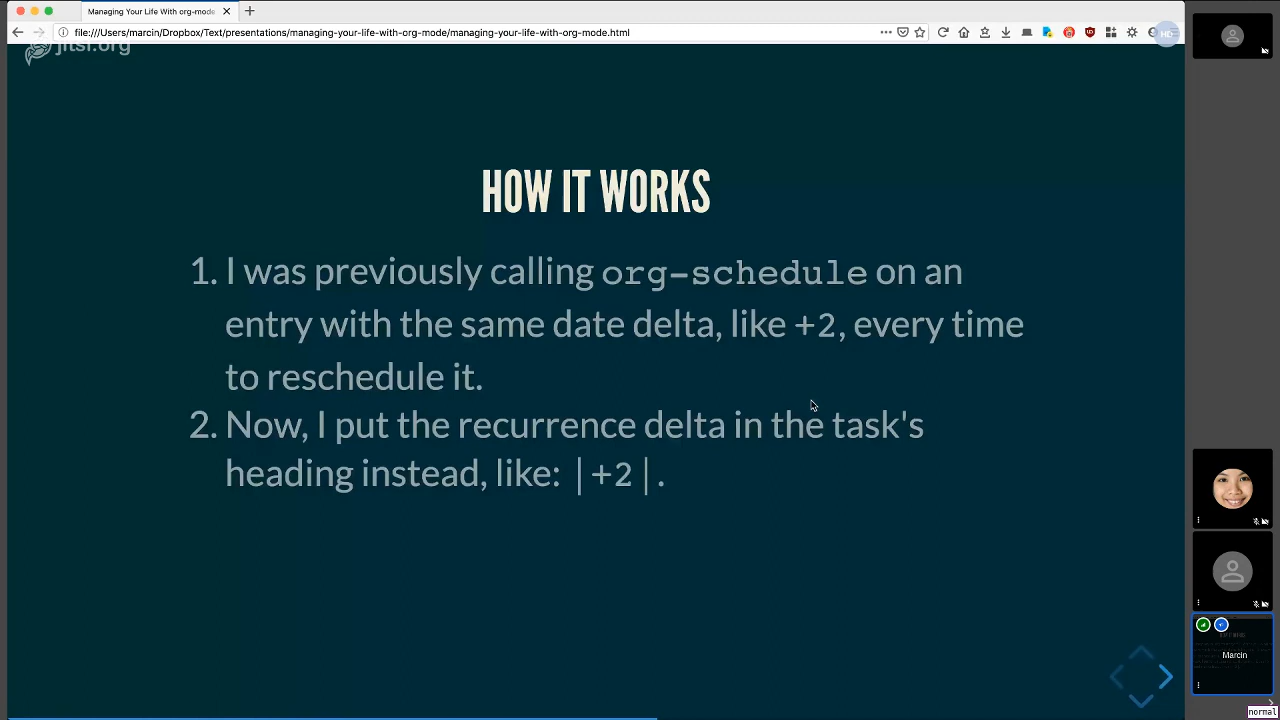 Managing Your Life With org-mode
file:///Users/marcin/Dropbox/Text/presentations/managing-your-life-with-org-mode/managing-your-life-with-org-mode.html
HD
jitsi.org
HOW IT WORKS
1. I was previously calling org-schedule on an
entry with the same date delta, like +2, every time
to reschedule it.
2. Now, I put the recurrence delta in the task's
heading instead, like: |+2|.
Marcin
normal